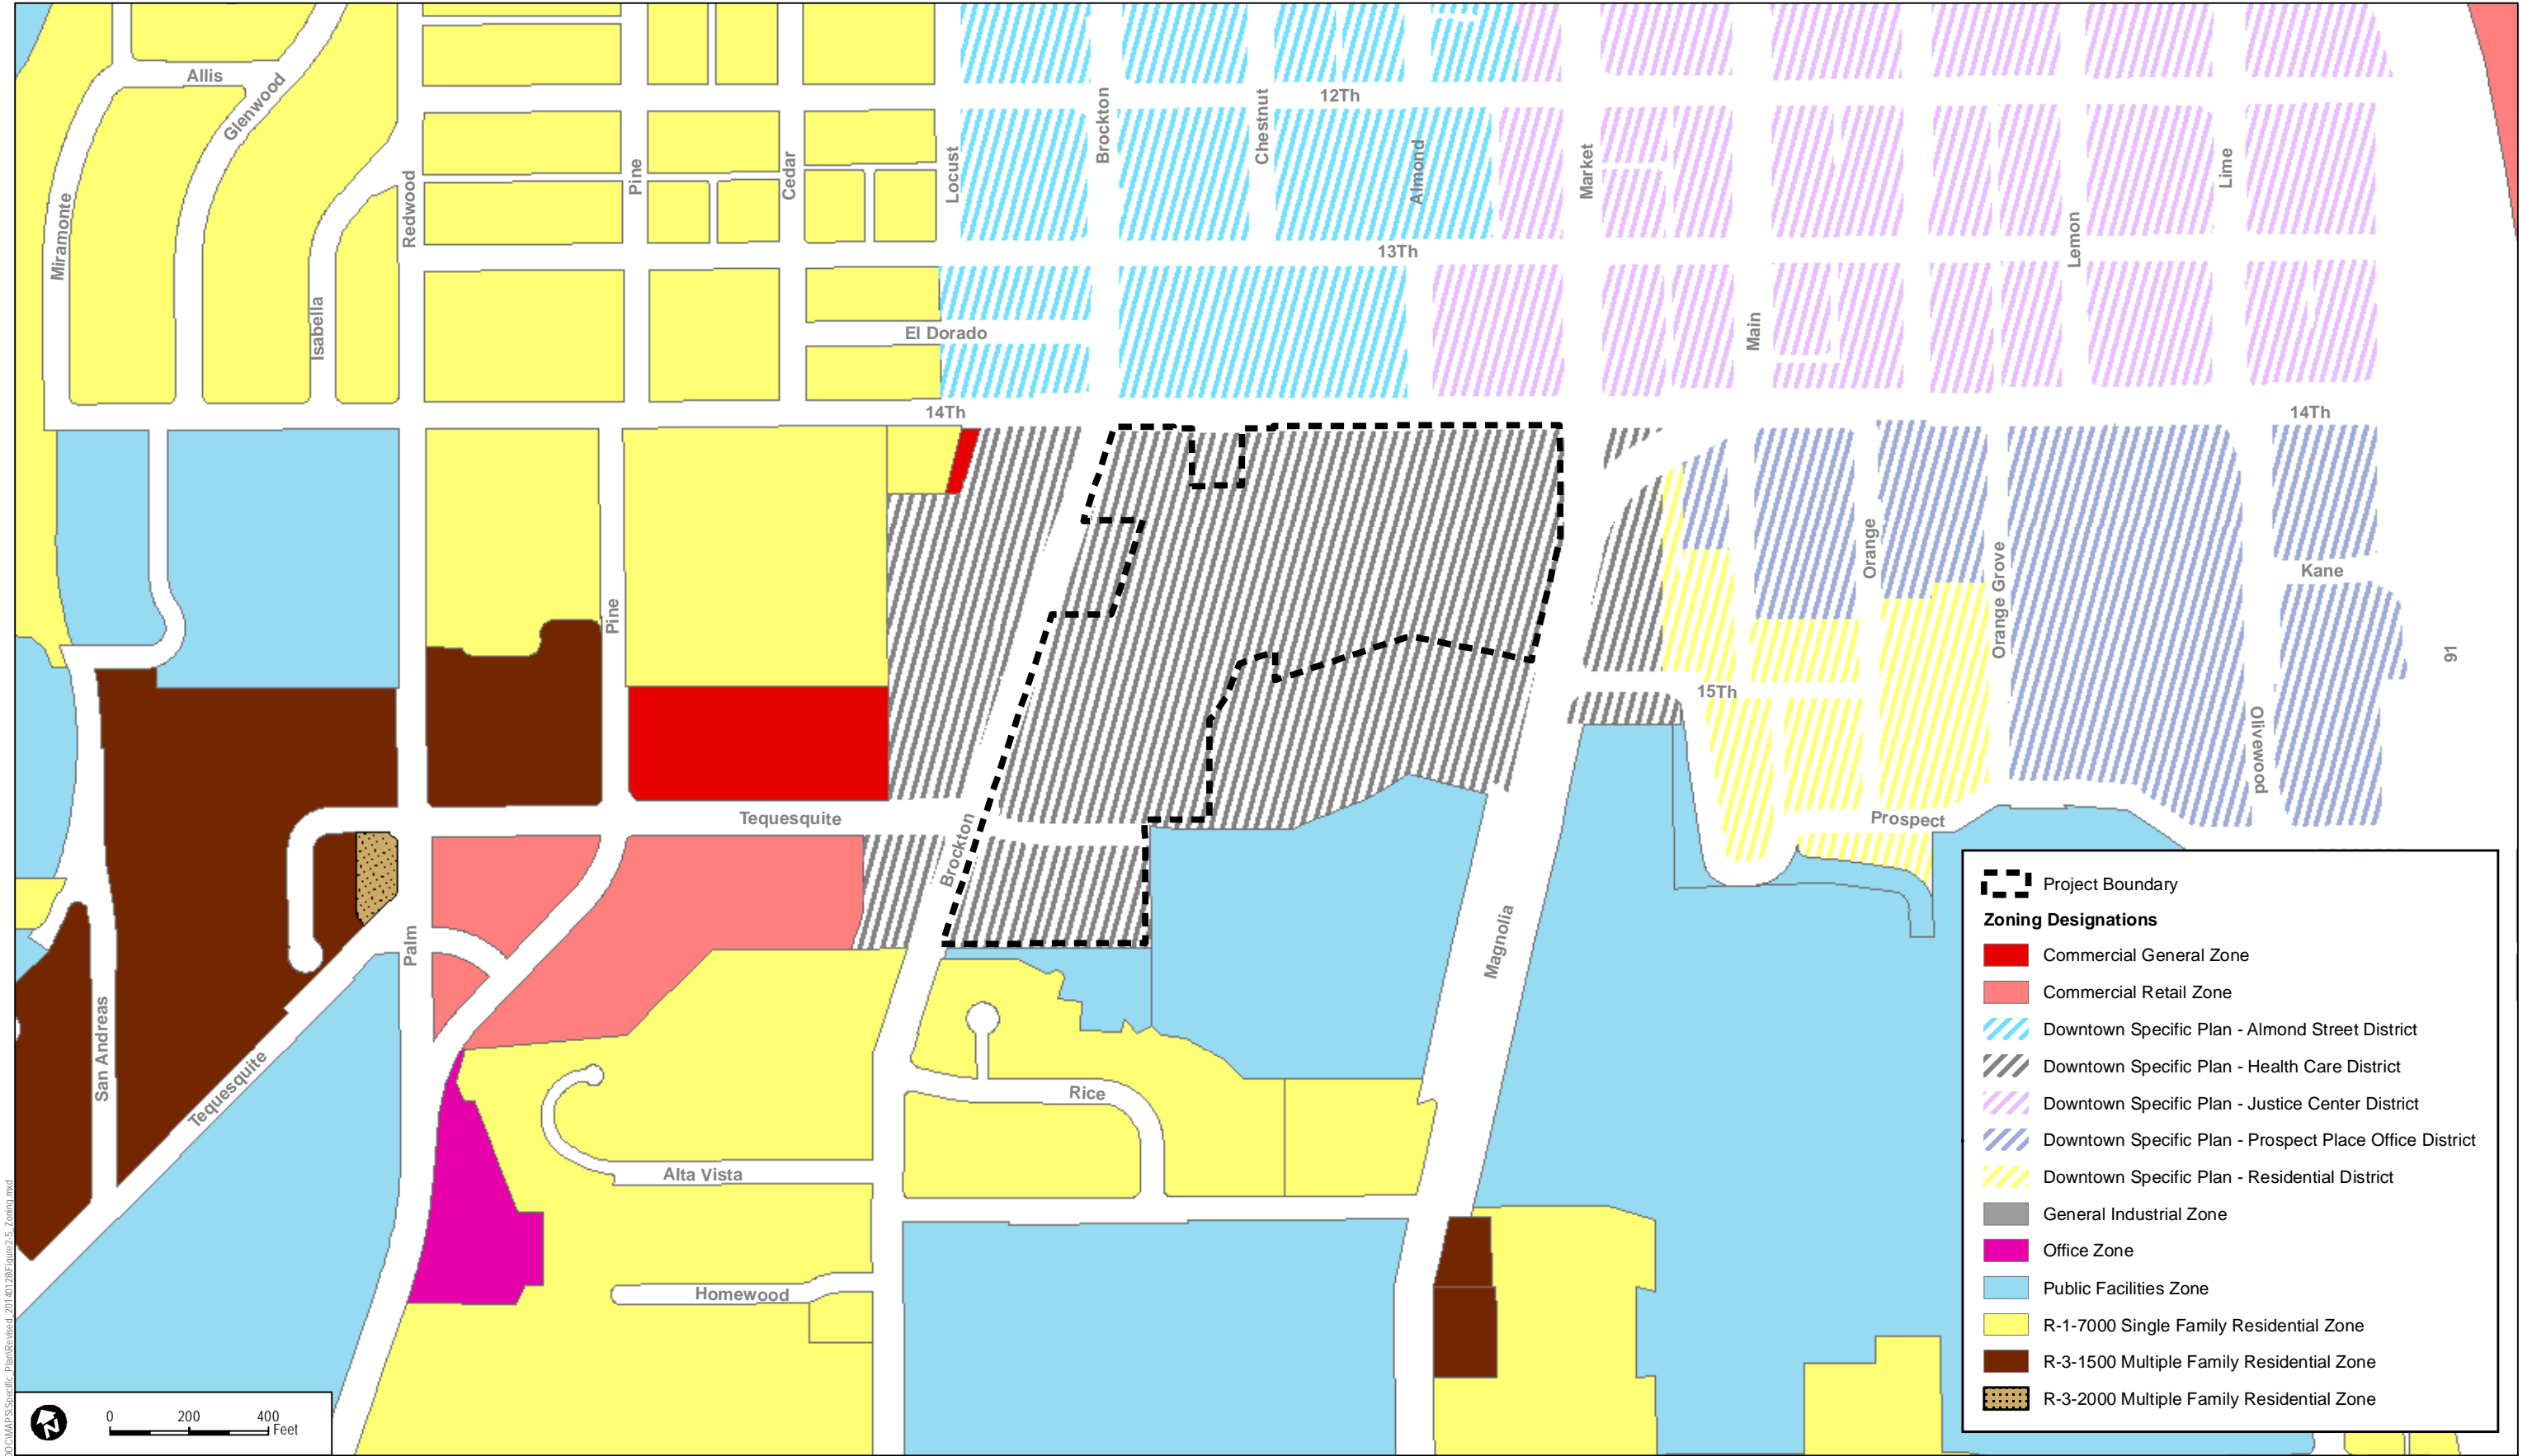 Allis
Glenwood
Miramonte
Isabella
Redwood
Pine
Cedar
Locust
Brockton
Chestnut
12Th
Almond
Market
Lime
Lemon
13Th
Main
El Dorado
14Th
14Th
Kane
Orange
Orange Grove
Pine
91
15Th
Olivewood
Tequesquite
Prospect
Brockton
Palm
Magnolia
San Andreas
Tequesquite
Rice
Alta Vista
Homewood
Project Boundary
Zoning Designations
Commercial General Zone
Commercial Retail Zone
Downtown Specific Plan - Almond Street District
Downtown Specific Plan - Health Care District
Downtown Specific Plan - Justice Center District
Downtown Specific Plan - Prospect Place Office District
Downtown Specific Plan - Residential District
General Industrial Zone
Office Zone
Public Facilities Zone
R-1-7000 Single Family Residential Zone
R-3-1500 Multiple Family Residential Zone
R-3-2000 Multiple Family Residential Zone
N
0 200 400
Feet